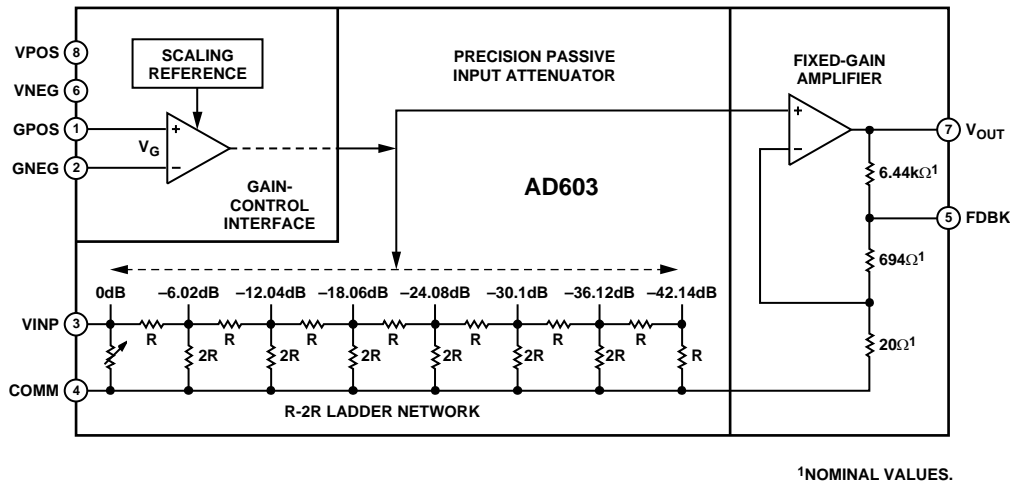 VPOS 8
SCALING
REFERENCE
PRECISION PASSIVE
INPUT ATTENUATOR
FIXED-GAIN
AMPLIFIER
VNEG 6
GPOS 1
VG
+
−
GNEG 2
+
−
7 VOUT
6.44kΩ1
GAIN-
CONTROL
INTERFACE
AD603
5 FDBK
694Ω1
0dB −6.02dB −12.04dB −18.06dB −24.08dB −30.1dB −36.12dB −42.14dB
VINP 3
R R R R R R R
2R 2R 2R 2R 2R 2R R
20Ω1
COMM 4
R-2R LADDER NETWORK
1NOMINAL VALUES.